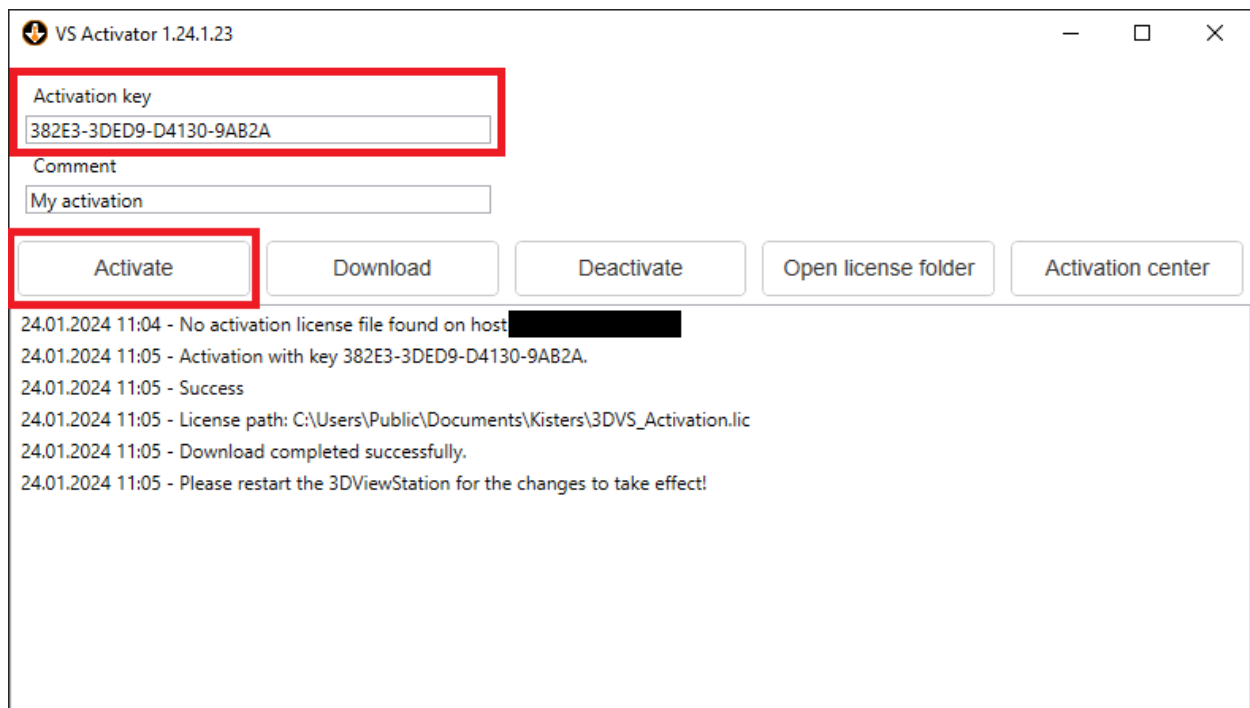 VS Activator 1.24.1.23
Activation key
382E3-3DED9-D4130-9AB2A
Comment
My activation
Activate Download Deactivate Open license folder Activation center
24.01.2024 11:04 - No activation license file found on host
24.01.2024 11:05 - Activation with key 382E3-3DED9-D4130-9AB2A.
24.01.2024 11:05 - Success
24.01.2024 11:05 - License path: C:\Users\Public\Documents\Kisters\3DVS_Activation.lic
24.01.2024 11:05 - Download completed successfully.
24.01.2024 11:05 - Please restart the 3DViewStation for the changes to take effect!